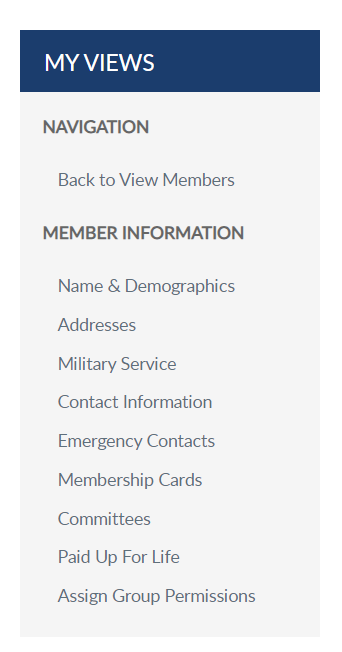 MY VIEWS
NAVIGATION
Back to View Members
MEMBER INFORMATION
Name & Demographics
Addresses
Military Service
Contact Information
Emergency Contacts
Membership Cards
Committees
Paid Up For Life
Assign Group Permissions